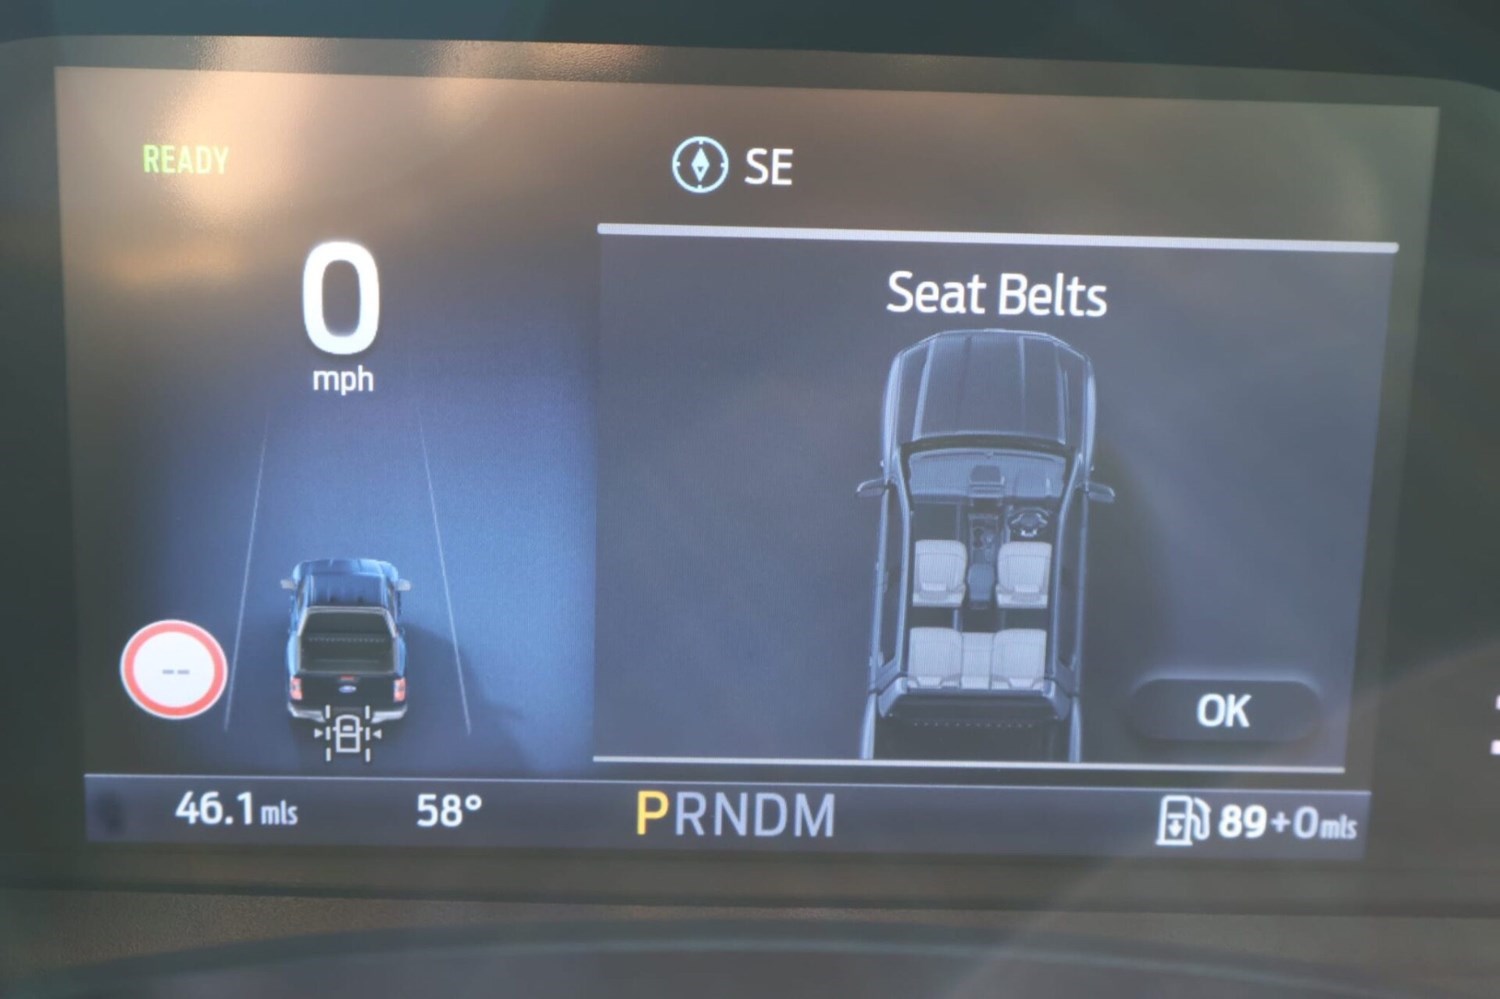 READY
SE
0
mph
Seat Belts
--
OK
46.1 mls
58°
PRNDM
89+0mls